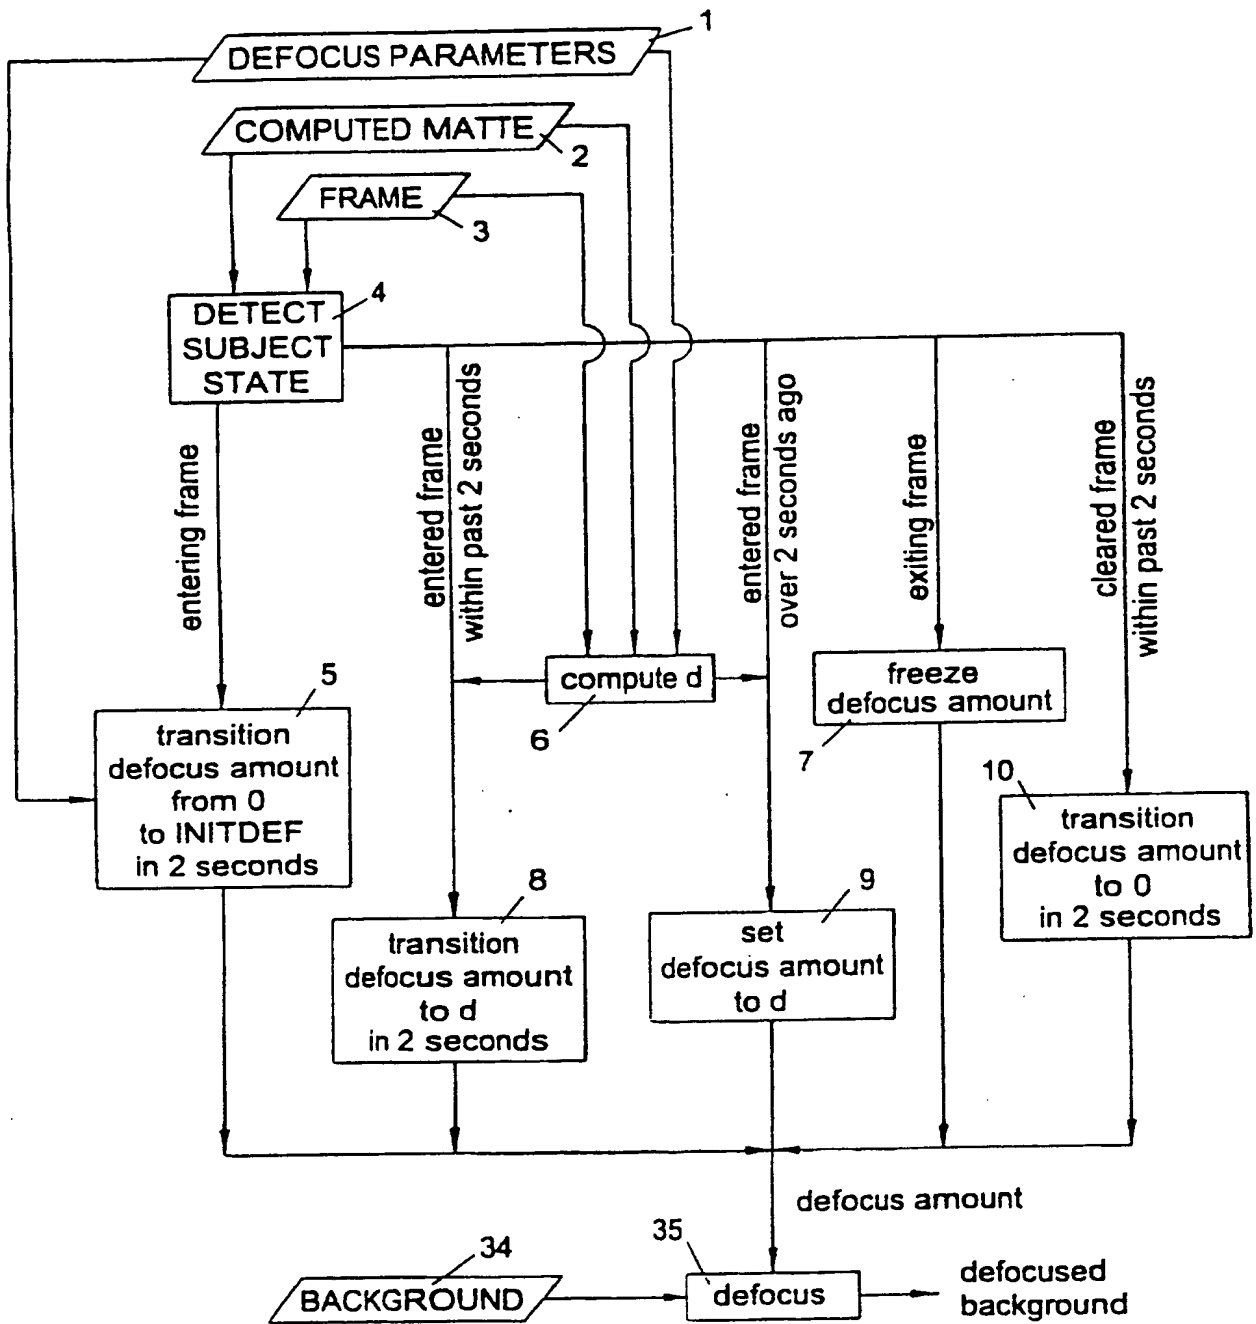 1
DEFOCUS PARAMETERS
COMPUTED MATTE
2
FRAME
3
4
DETECT
SUBJECT
STATE
entering frame
entered frame
within past 2 seconds
entered frame
over 2 seconds ago
exiting frame
cleared frame
within past 2 seconds
compute d
6
freeze
defocus amount
7
5
transition
defocus amount
from 0
to INITDEF
in 2 seconds
10
transition
defocus amount
to 0
in 2 seconds
8
transition
defocus amount
to d
in 2 seconds
9
set
defocus amount
to d
defocus amount
34
BACKGROUND
35
defocus
defocused
background